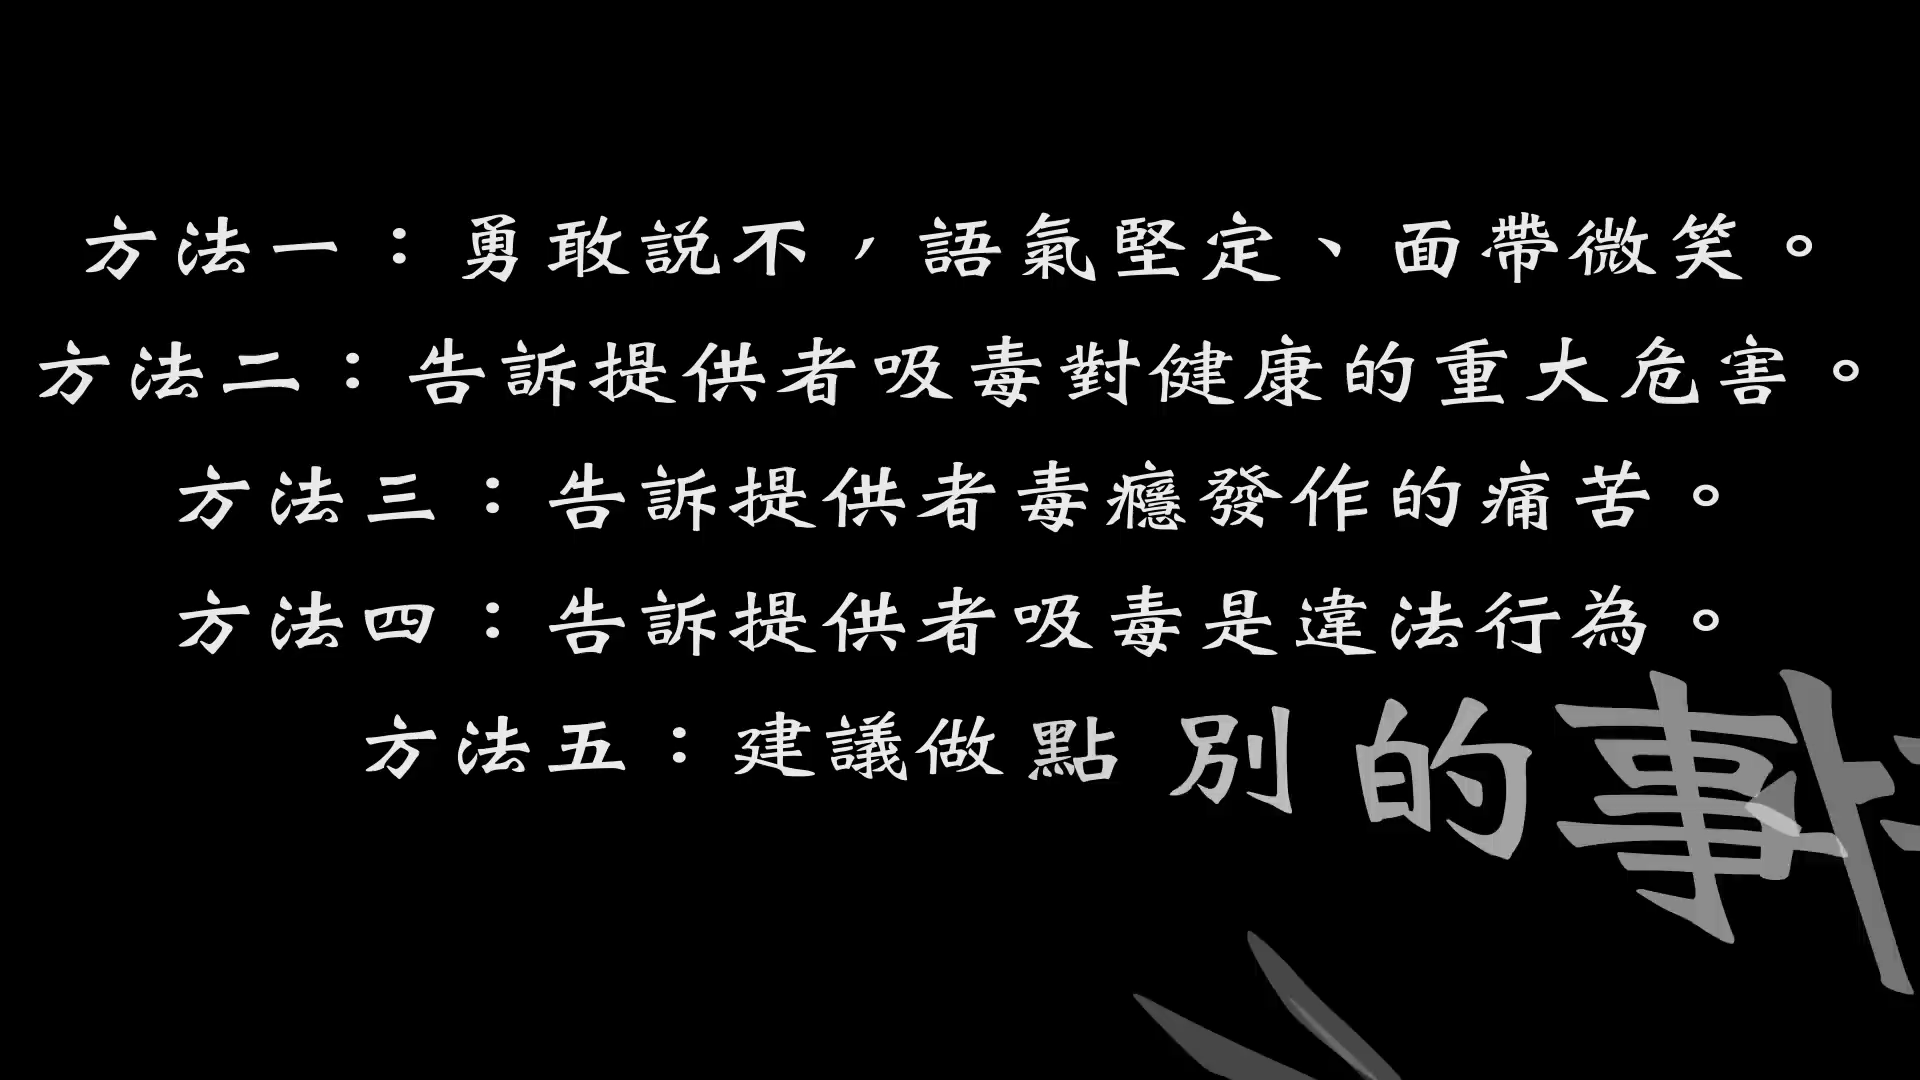 方法一：勇敢説不，語氣堅定、面帶微笑。
方法二：告訴提供者吸毒對健康的重大危害。
方法三：告訴提供者毒癮發作的痛苦。
方法四：告訴提供者吸毒是違法行為。
方法五：建議做點別的事